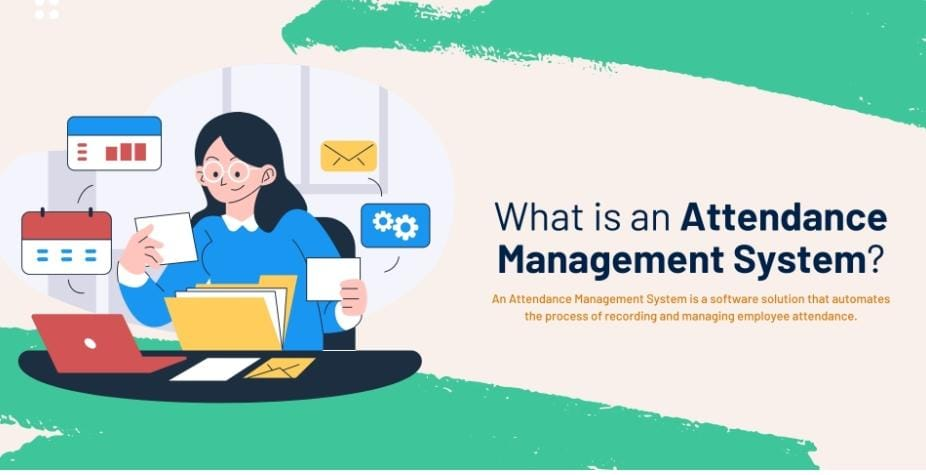 What is an Attendance
Management System?
An Attendance Management System is a software solution that automates
the process of recording and managing employee attendance.